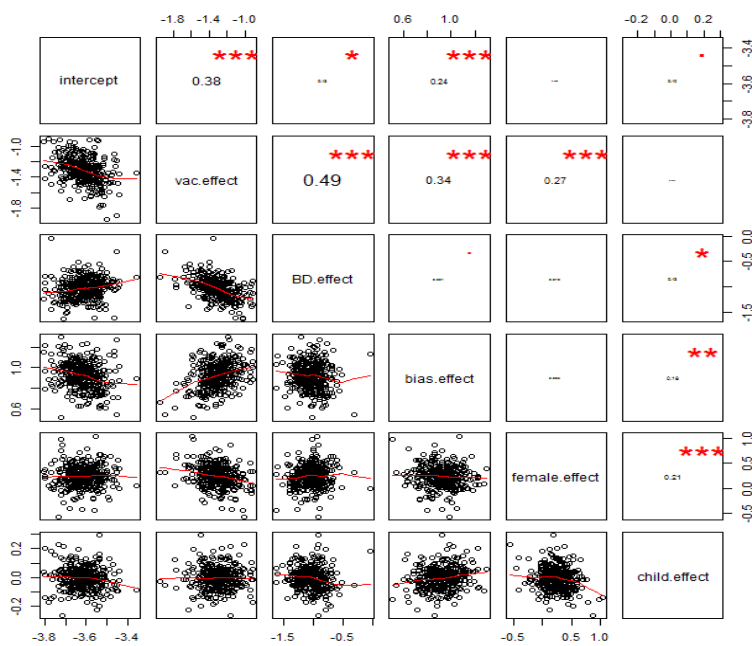 -1.8 -1.4 -1.0 0.6 1.0 -0.2 0.0 0.2
intercept 0.38 *** * 0.24 *** -3.8 -3.6 -3.4
-1.8 -1.4 -1.0 vac.effect 0.49 *** 0.34 *** 0.27 ***
BD.effect * -1.5 -0.5 0.0
0.6 1.0 bias.effect 0.16 **
female.effect 0.21 *** -0.5 0.0 0.5 1.0
-0.2 0.0 0.2 child.effect
-3.8 -3.6 -3.4 -1.5 -0.5 -0.5 0.5 1.0